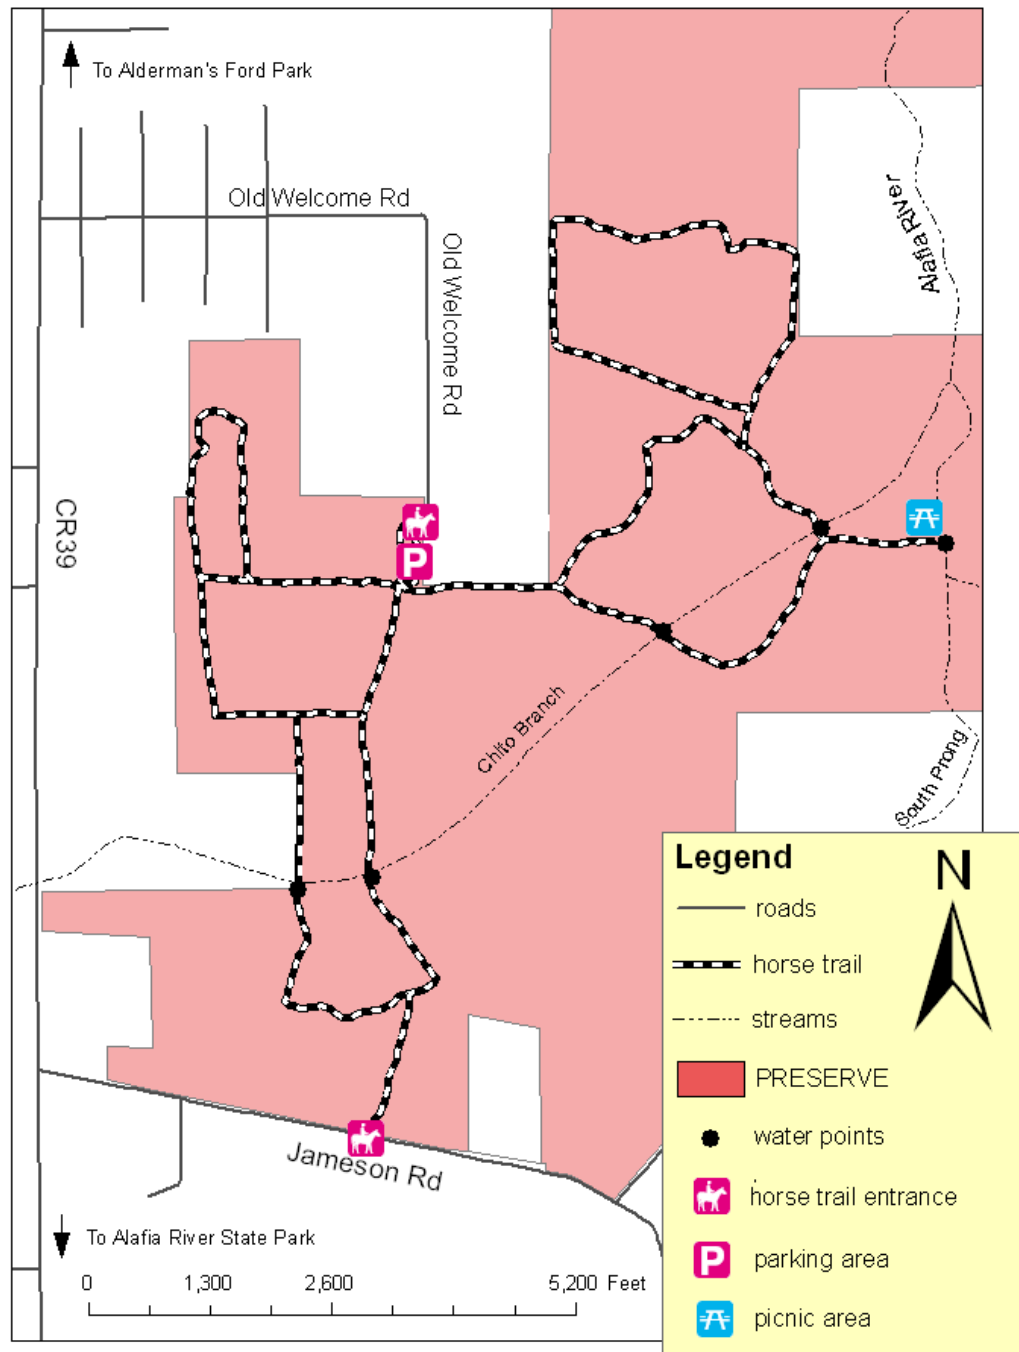 To Alderman's Ford Park
Old Welcome Rd
Old Welcome Rd
Alafia River
CR39
P
Chito Branch
South Prong
Jameson Rd
To Alafia River State Park
0 1,300 2,600 5,200 Feet
Legend
N
roads
horse trail
streams
PRESERVE
water points
horse trail entrance
P parking area
picnic area